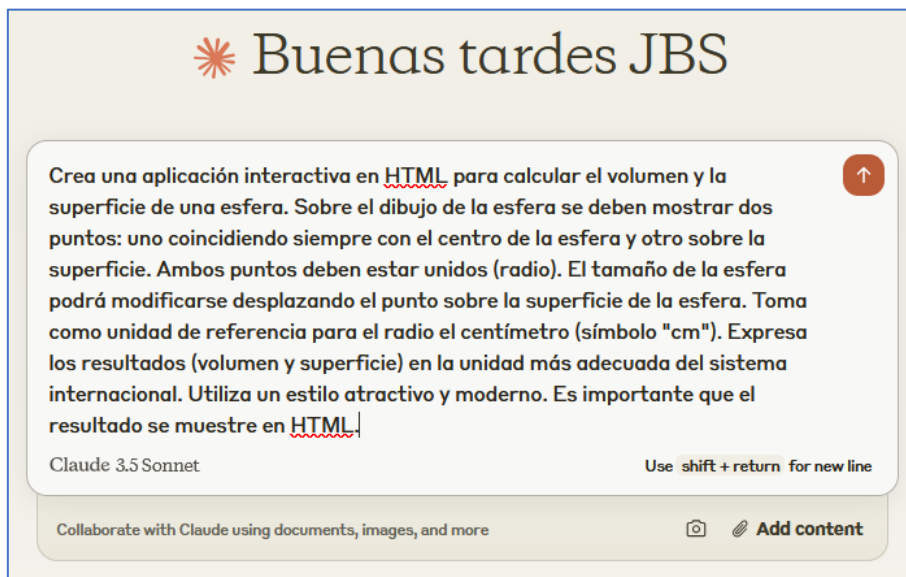 Buenas tardes JBS
Crea una aplicación interactiva en HTML para calcular el volumen y la
superficie de una esfera. Sobre el dibujo de la esfera se deben mostrar dos
puntos: uno coincidiendo siempre con el centro de la esfera y otro sobre la
superficie. Ambos puntos deben estar unidos (radio). El tamaño de la esfera
podrá modificarse desplazando el punto sobre la superficie de la esfera. Toma
como unidad de referencia para el radio el centímetro (símbolo "cm"). Expresa
los resultados (volumen y superficie) en la unidad más adecuada del sistema
internacional. Utiliza un estilo atractivo y moderno. Es importante que el
resultado se muestre en HTML.
Claude 3.5 Sonnet Use shift + return for new line
Collaborate with Claude using documents, images, and more Add content